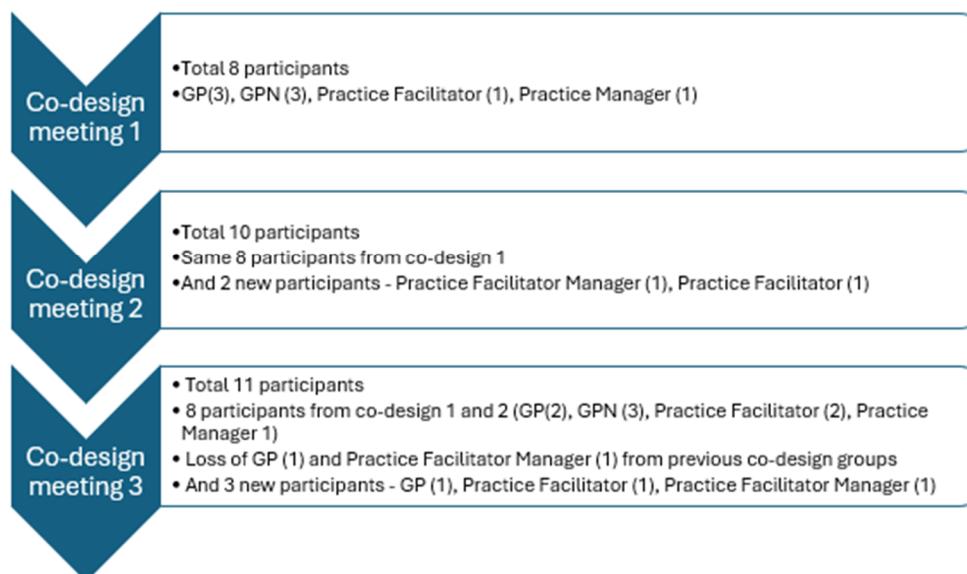 Co-design
meeting 1
•Total 8 participants
•GP(3), GPN (3), Practice Facilitator (1), Practice Manager (1)
Co-design
meeting 2
•Total 10 participants
•Same 8 participants from co-design 1
•And 2 new participants - Practice Facilitator Manager (1), Practice Facilitator (1)
Co-design
meeting 3
• Total 11 participants
• 8 participants from co-design 1 and 2 (GP(2), GPN (3), Practice Facilitator (2), Practice
Manager 1)
• Loss of GP (1) and Practice Facilitator Manager (1) from previous co-design groups
• And 3 new participants - GP (1), Practice Facilitator (1), Practice Facilitator Manager (1)